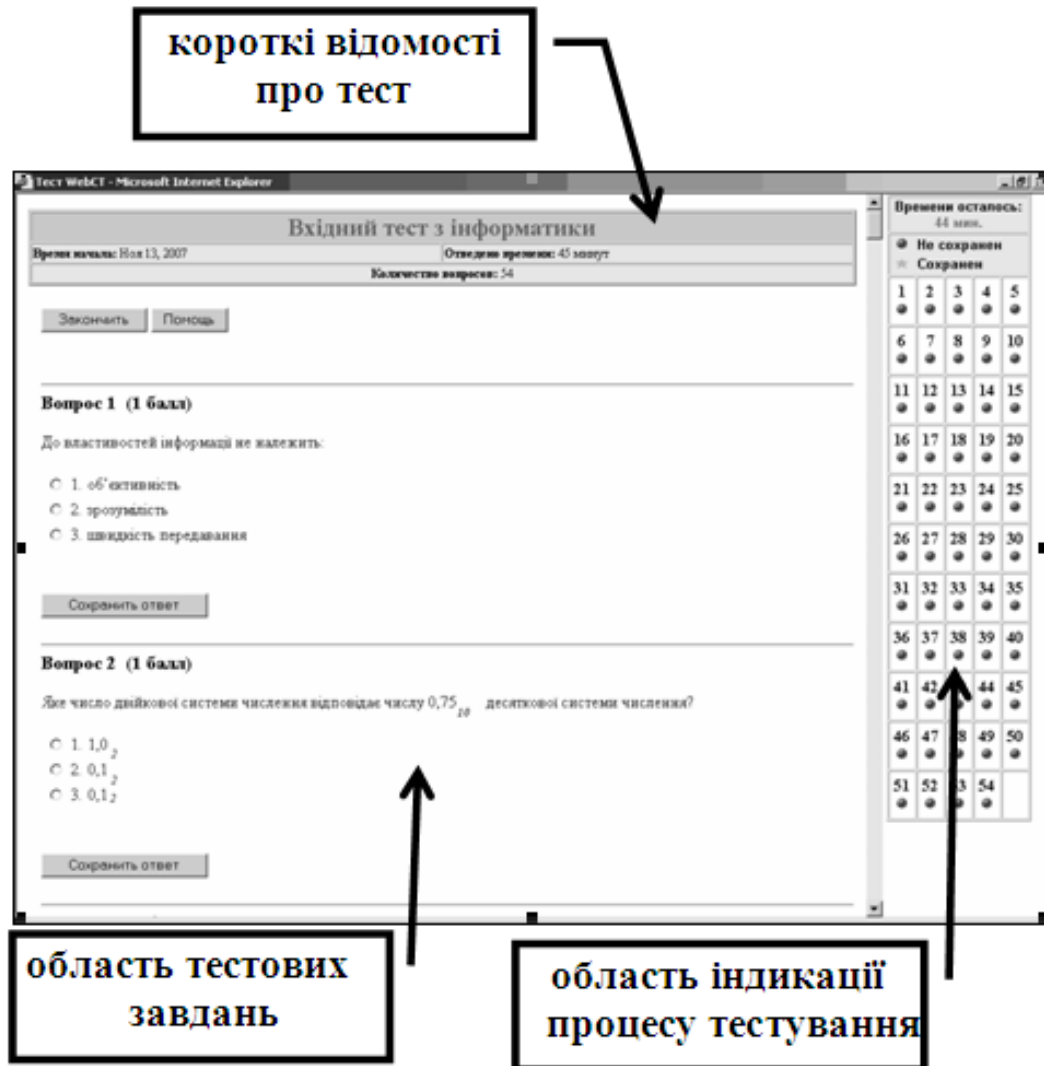 короткі відомості
про тест
Тест WebCT - Microsoft Internet Explorer
Вхідний тест з інформатики
Время начала: Ноя 13, 2007
Отведено времени: 45 минут
Количество вопросов: 54
Закончить
Помощь
Вопрос 1 (1 балл)
До властивостей інформації не належить:
1. об'єктивність
2. зрозумілість
3. швидкість передавання
Сохранить ответ
Вопрос 2 (1 балл)
Яке число двійкової системи числення відповідає числу 0,75 10 десяткової системи числення?
1. 1,0 2
2. 0,1 2
3. 0,1 2
Сохранить ответ
Времени осталось:
44 мин.
Не сохранен
Сохранен
1 2 3 4 5
6 7 8 9 10
11 12 13 14 15
16 17 18 19 20
21 22 23 24 25
26 27 28 29 30
31 32 33 34 35
36 37 38 39 40
41 42 44 45
46 47 8 49 50
51 52 3 54
область тестових
завдань
область індикації
процесу тестування